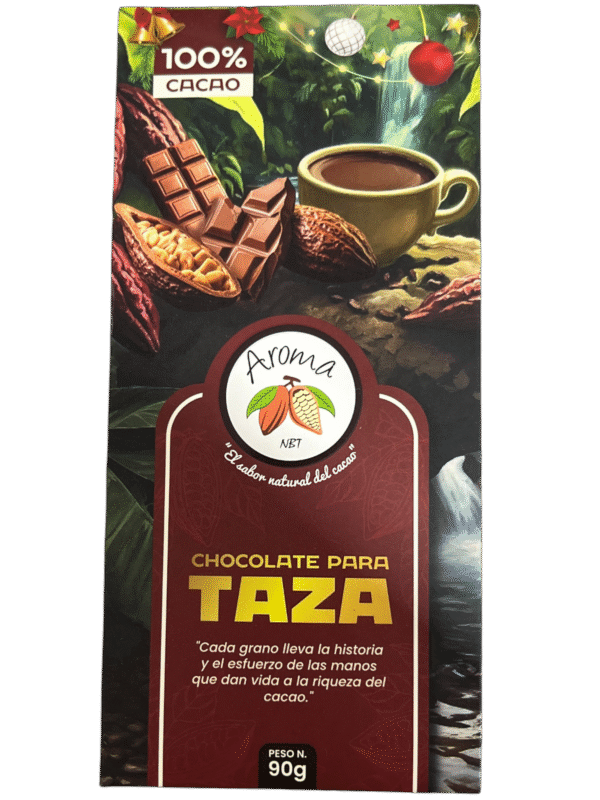 100%
CACAO
Aroma
NBT
"El sabor natural del cacao"
CHOCOLATE PARA
TAZA
"Cada grano lleva la historia
y el esfuerzo de las manos
que dan vida a la riqueza del
cacao."
PESO N.
90g